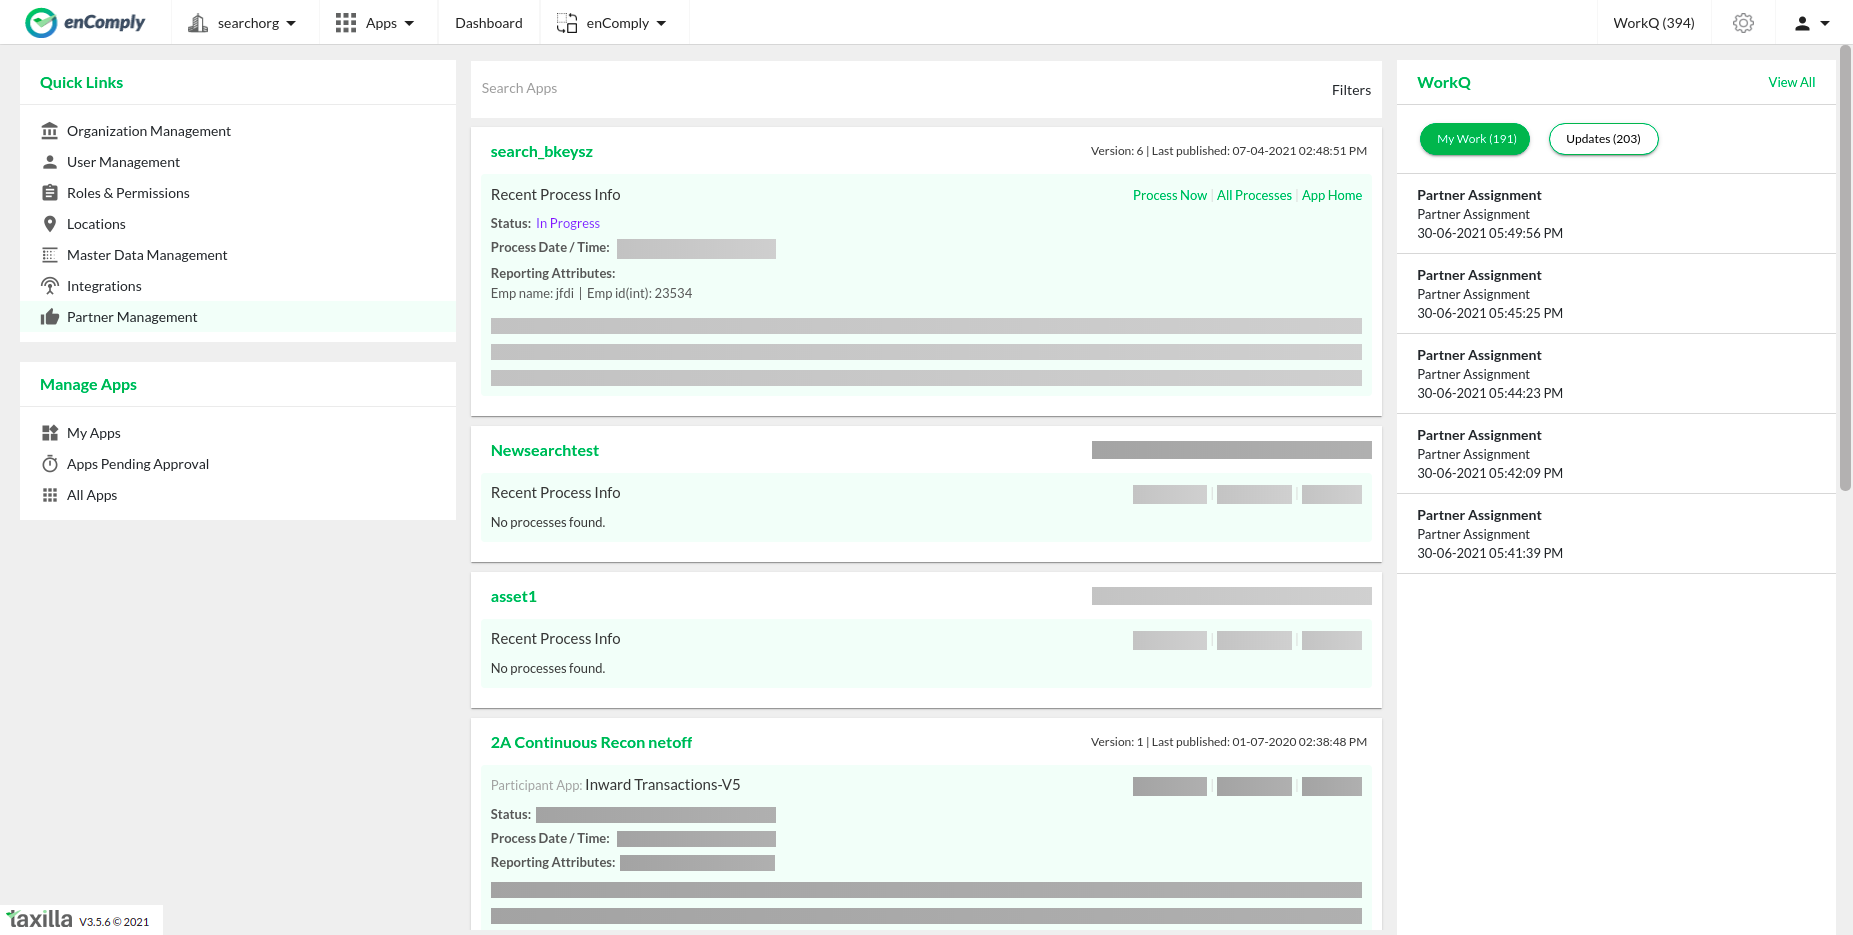 enComply
searchorg
Apps
Dashboard
enComply
WorkQ (394)
Quick Links
Organization Management
User Management
Roles & Permissions
Locations
Master Data Management
Integrations
Partner Management
Manage Apps
My Apps
Apps Pending Approval
All Apps
Search Apps
Filters
search_bkeysz
Version: 6 | Last published: 07-04-2021 02:48:51 PM
Recent Process Info
Process Now | All Processes | App Home
Status: In Progress
Process Date / Time:
Reporting Attributes:
Emp name: jfdi | Emp id(int): 23534
Newsearchtest
Recent Process Info
No processes found.
asset1
Recent Process Info
No processes found.
2A Continuous Recon netoff
Version: 1 | Last published: 01-07-2020 02:38:48 PM
Participant App: Inward Transactions-V5
Status:
Process Date / Time:
Reporting Attributes:
WorkQ
View All
My Work (191)
Updates (203)
Partner Assignment
Partner Assignment
30-06-2021 05:49:56 PM
Partner Assignment
Partner Assignment
30-06-2021 05:45:25 PM
Partner Assignment
Partner Assignment
30-06-2021 05:44:23 PM
Partner Assignment
Partner Assignment
30-06-2021 05:42:09 PM
Partner Assignment
Partner Assignment
30-06-2021 05:41:39 PM
taxilla V3.5.6 © 2021